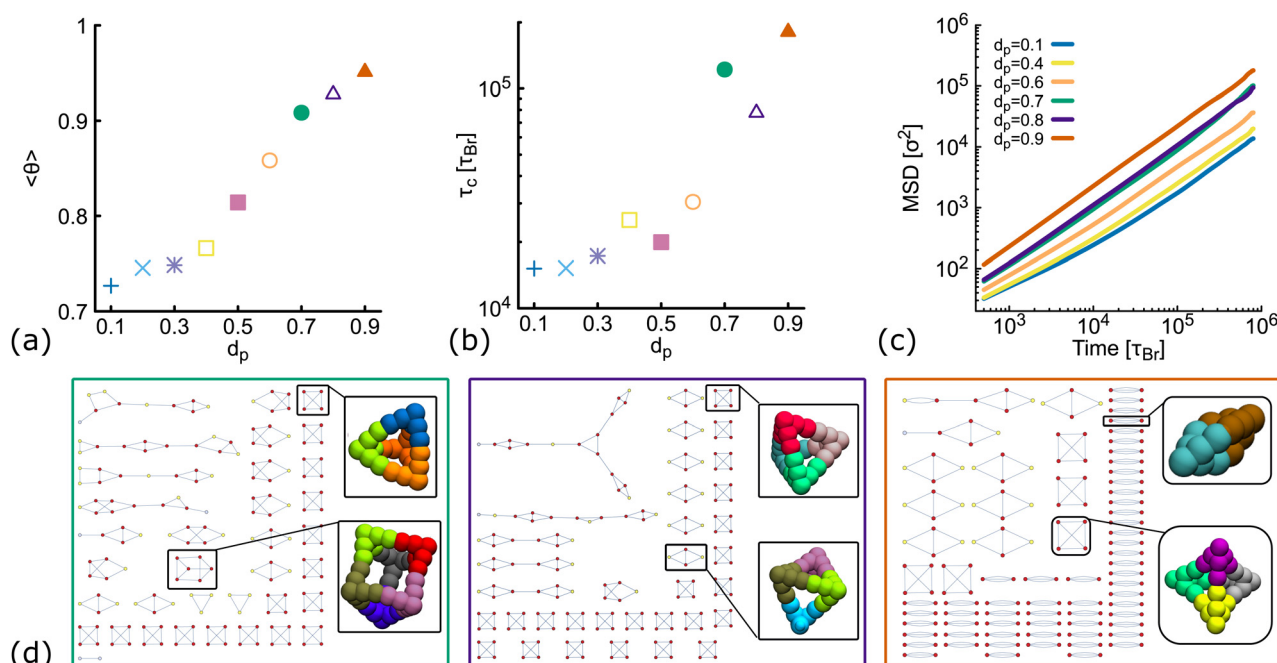 1
0.9
0.8
0.7
<θ>
0.1 0.3 0.5 0.7 0.9
d_p
(a)
10^5
10^4
τ_c [τ_Br]
0.1 0.3 0.5 0.7 0.9
d_p
(b)
10^6
10^5
10^4
10^3
10^2
MSD [σ^2]
d_p=0.1
d_p=0.4
d_p=0.6
d_p=0.7
d_p=0.8
d_p=0.9
10^3 10^4 10^5 10^6
Time [τ_Br]
(c)
(d)